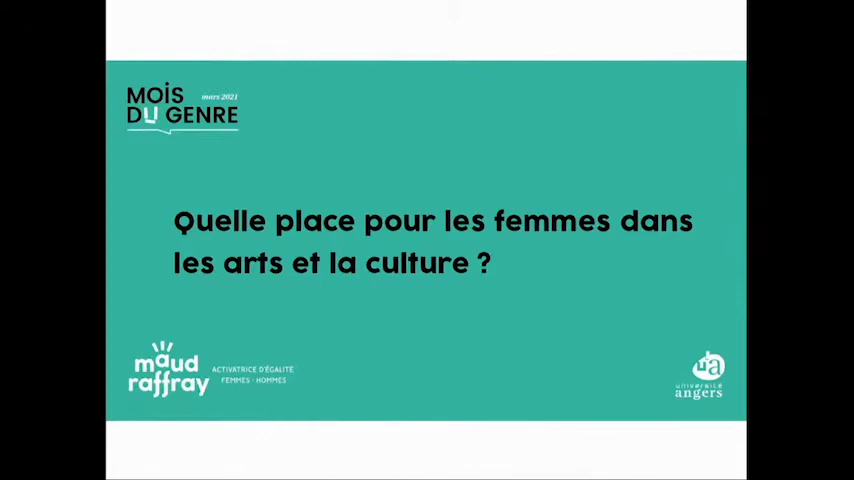 MOIS
mars 2021
DU GENRE
Quelle place pour les femmes dans
les arts et la culture ?
maud
raffray
ACTIVATRICE D'ÉGALITÉ
FEMMES · HOMMES
ua
université
angers